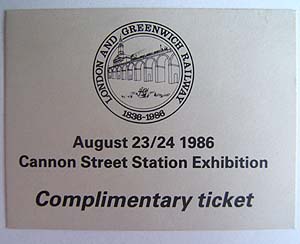 LONDON AND GREENWICH RAILWAY
1836-1986
August 23/24 1986
Cannon Street Station Exhibition
Complimentary ticket